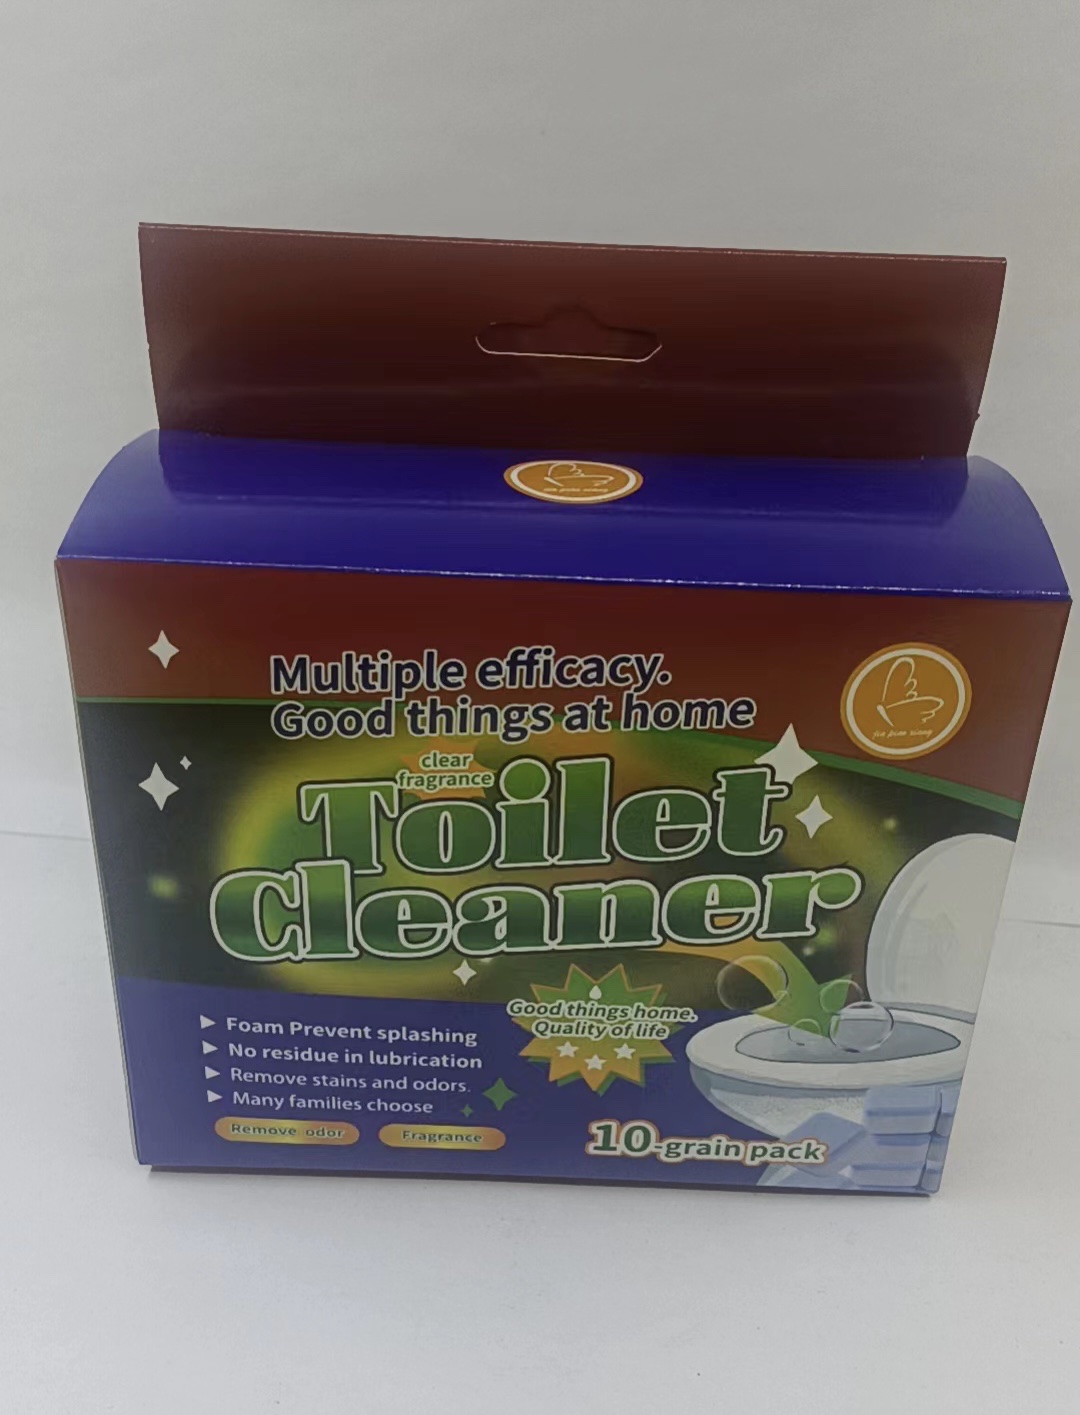 Multiple efficacy.
Good things at home
clear
fragrance
Toilet
Cleaner
Good things home.
Quality of life
Foam Prevent splashing
No residue in lubrication
Remove stains and odors.
Many families choose
Remove odor
Fragrance
10-grain pack